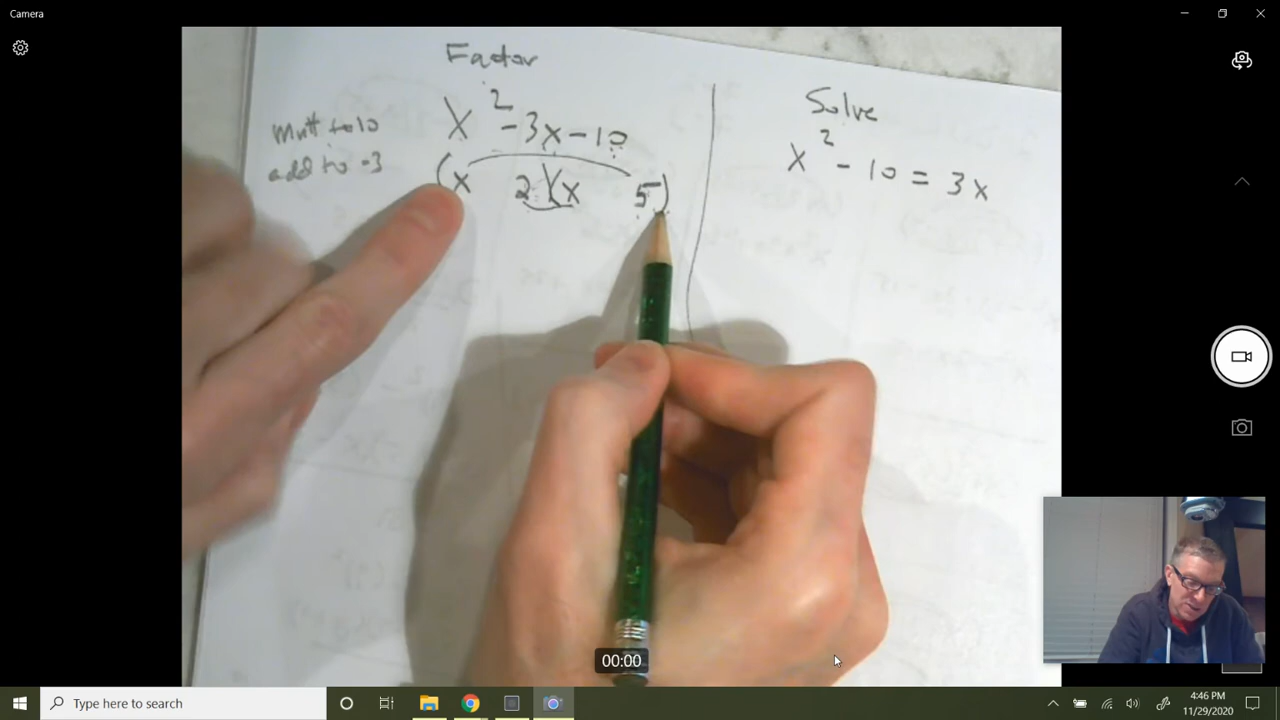 Camera
Factor
x² - 3x - 10
Mult to 10
add to -3
(x 2)(x 5)
Solve
x² - 10 = 3x
00:00
Type here to search
4:46 PM
11/29/2020